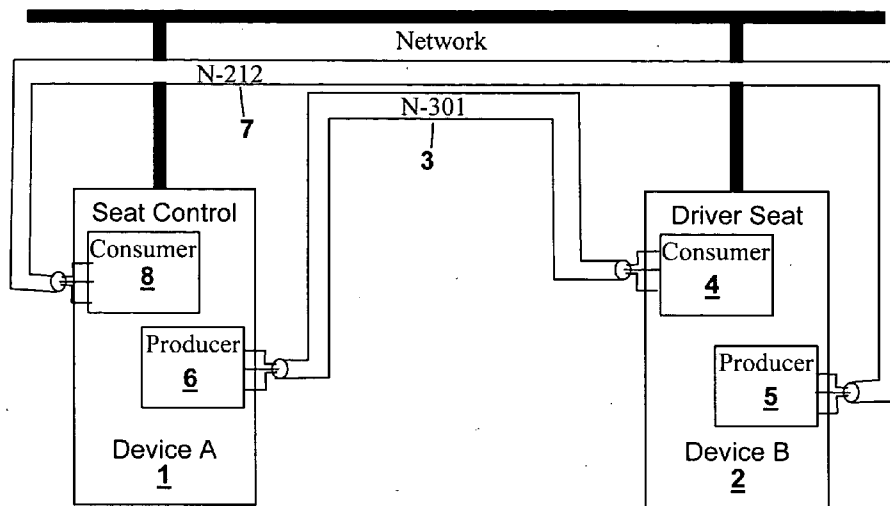 Network
N-212
7
N-301
3
Seat Control
Driver Seat
Consumer
8
Consumer
4
Producer
6
Producer
5
Device A
1
Device B
2